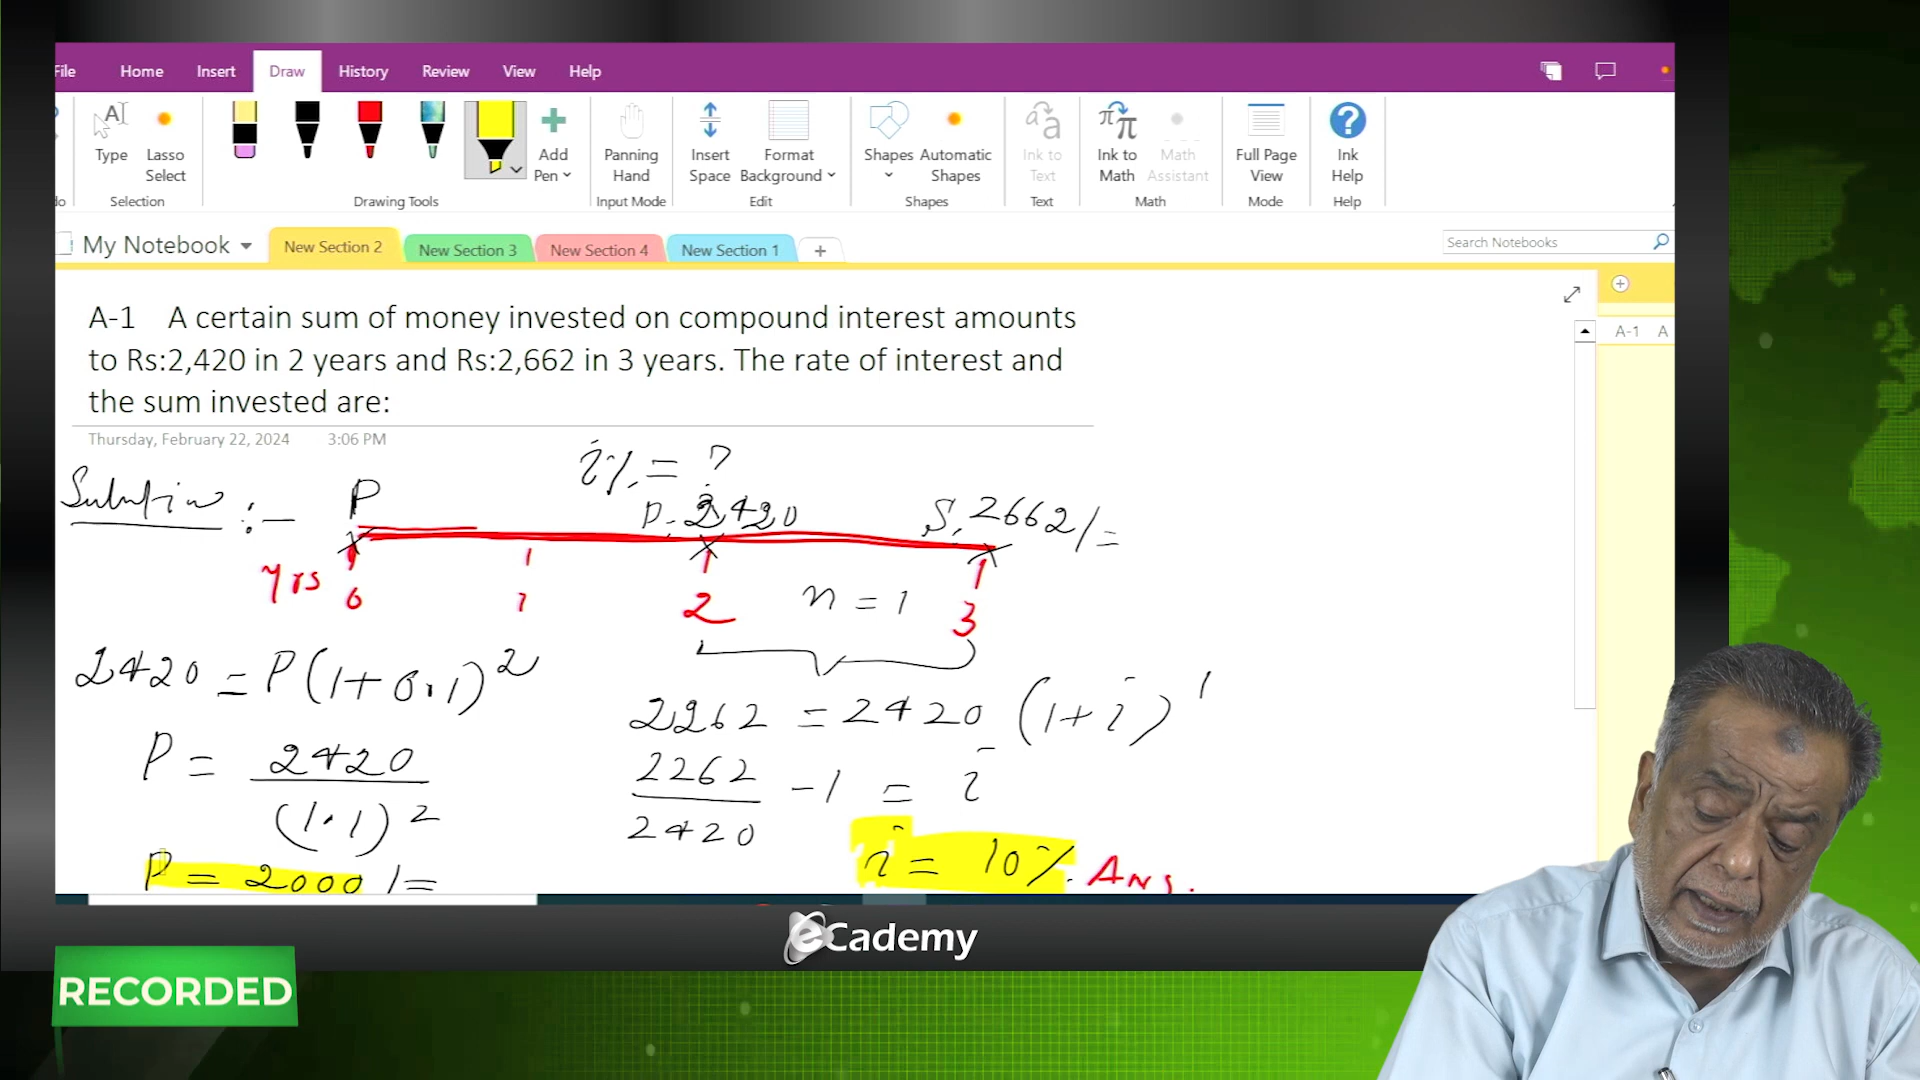 File Home Insert Draw History Review View Help
Type Lasso Select Add Pen Panning Hand Insert Space Format Background Shapes Automatic Shapes Ink to Text Ink to Math Math Assistant Full Page View Ink Help
Selection Drawing Tools Input Mode Edit Shapes Text Math Mode Help
My Notebook New Section 2 New Section 3 New Section 4 New Section 1 + Search Notebooks
A-1 A certain sum of money invested on compound interest amounts
to Rs:2,420 in 2 years and Rs:2,662 in 3 years. The rate of interest and
the sum invested are:
A-1 A
Thursday, February 22, 2024 3:06 PM
i% = ?
Solution :- P P. 2420 S. 2662/=
Yrs 0 1 2 n = 1 3
2420 = P(1+0.1)²
P = 2420
(1.1)²
P = 2000/=
2262 = 2420 (1+i)¹
2262 - 1 = i
2420
i = 10%. Ans.
eCademy
RECORDED